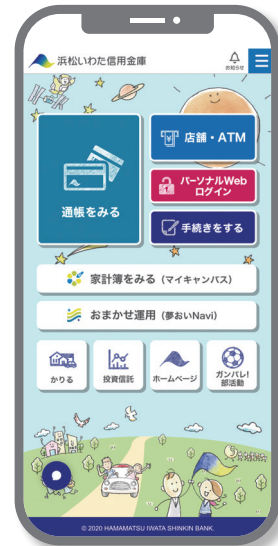 浜松いわた信用金庫
お知らせ
通帳をみる
店舗・ATM
パーソナルWeb
ログイン
手続きをする
家計簿をみる（マイキャンバス）
おまかせ運用（夢おいNavi）
かりる
投資信託
ホームページ
ガンバレ!
部活動
© 2020 HAMAMATSU IWATA SHINKIN BANK.